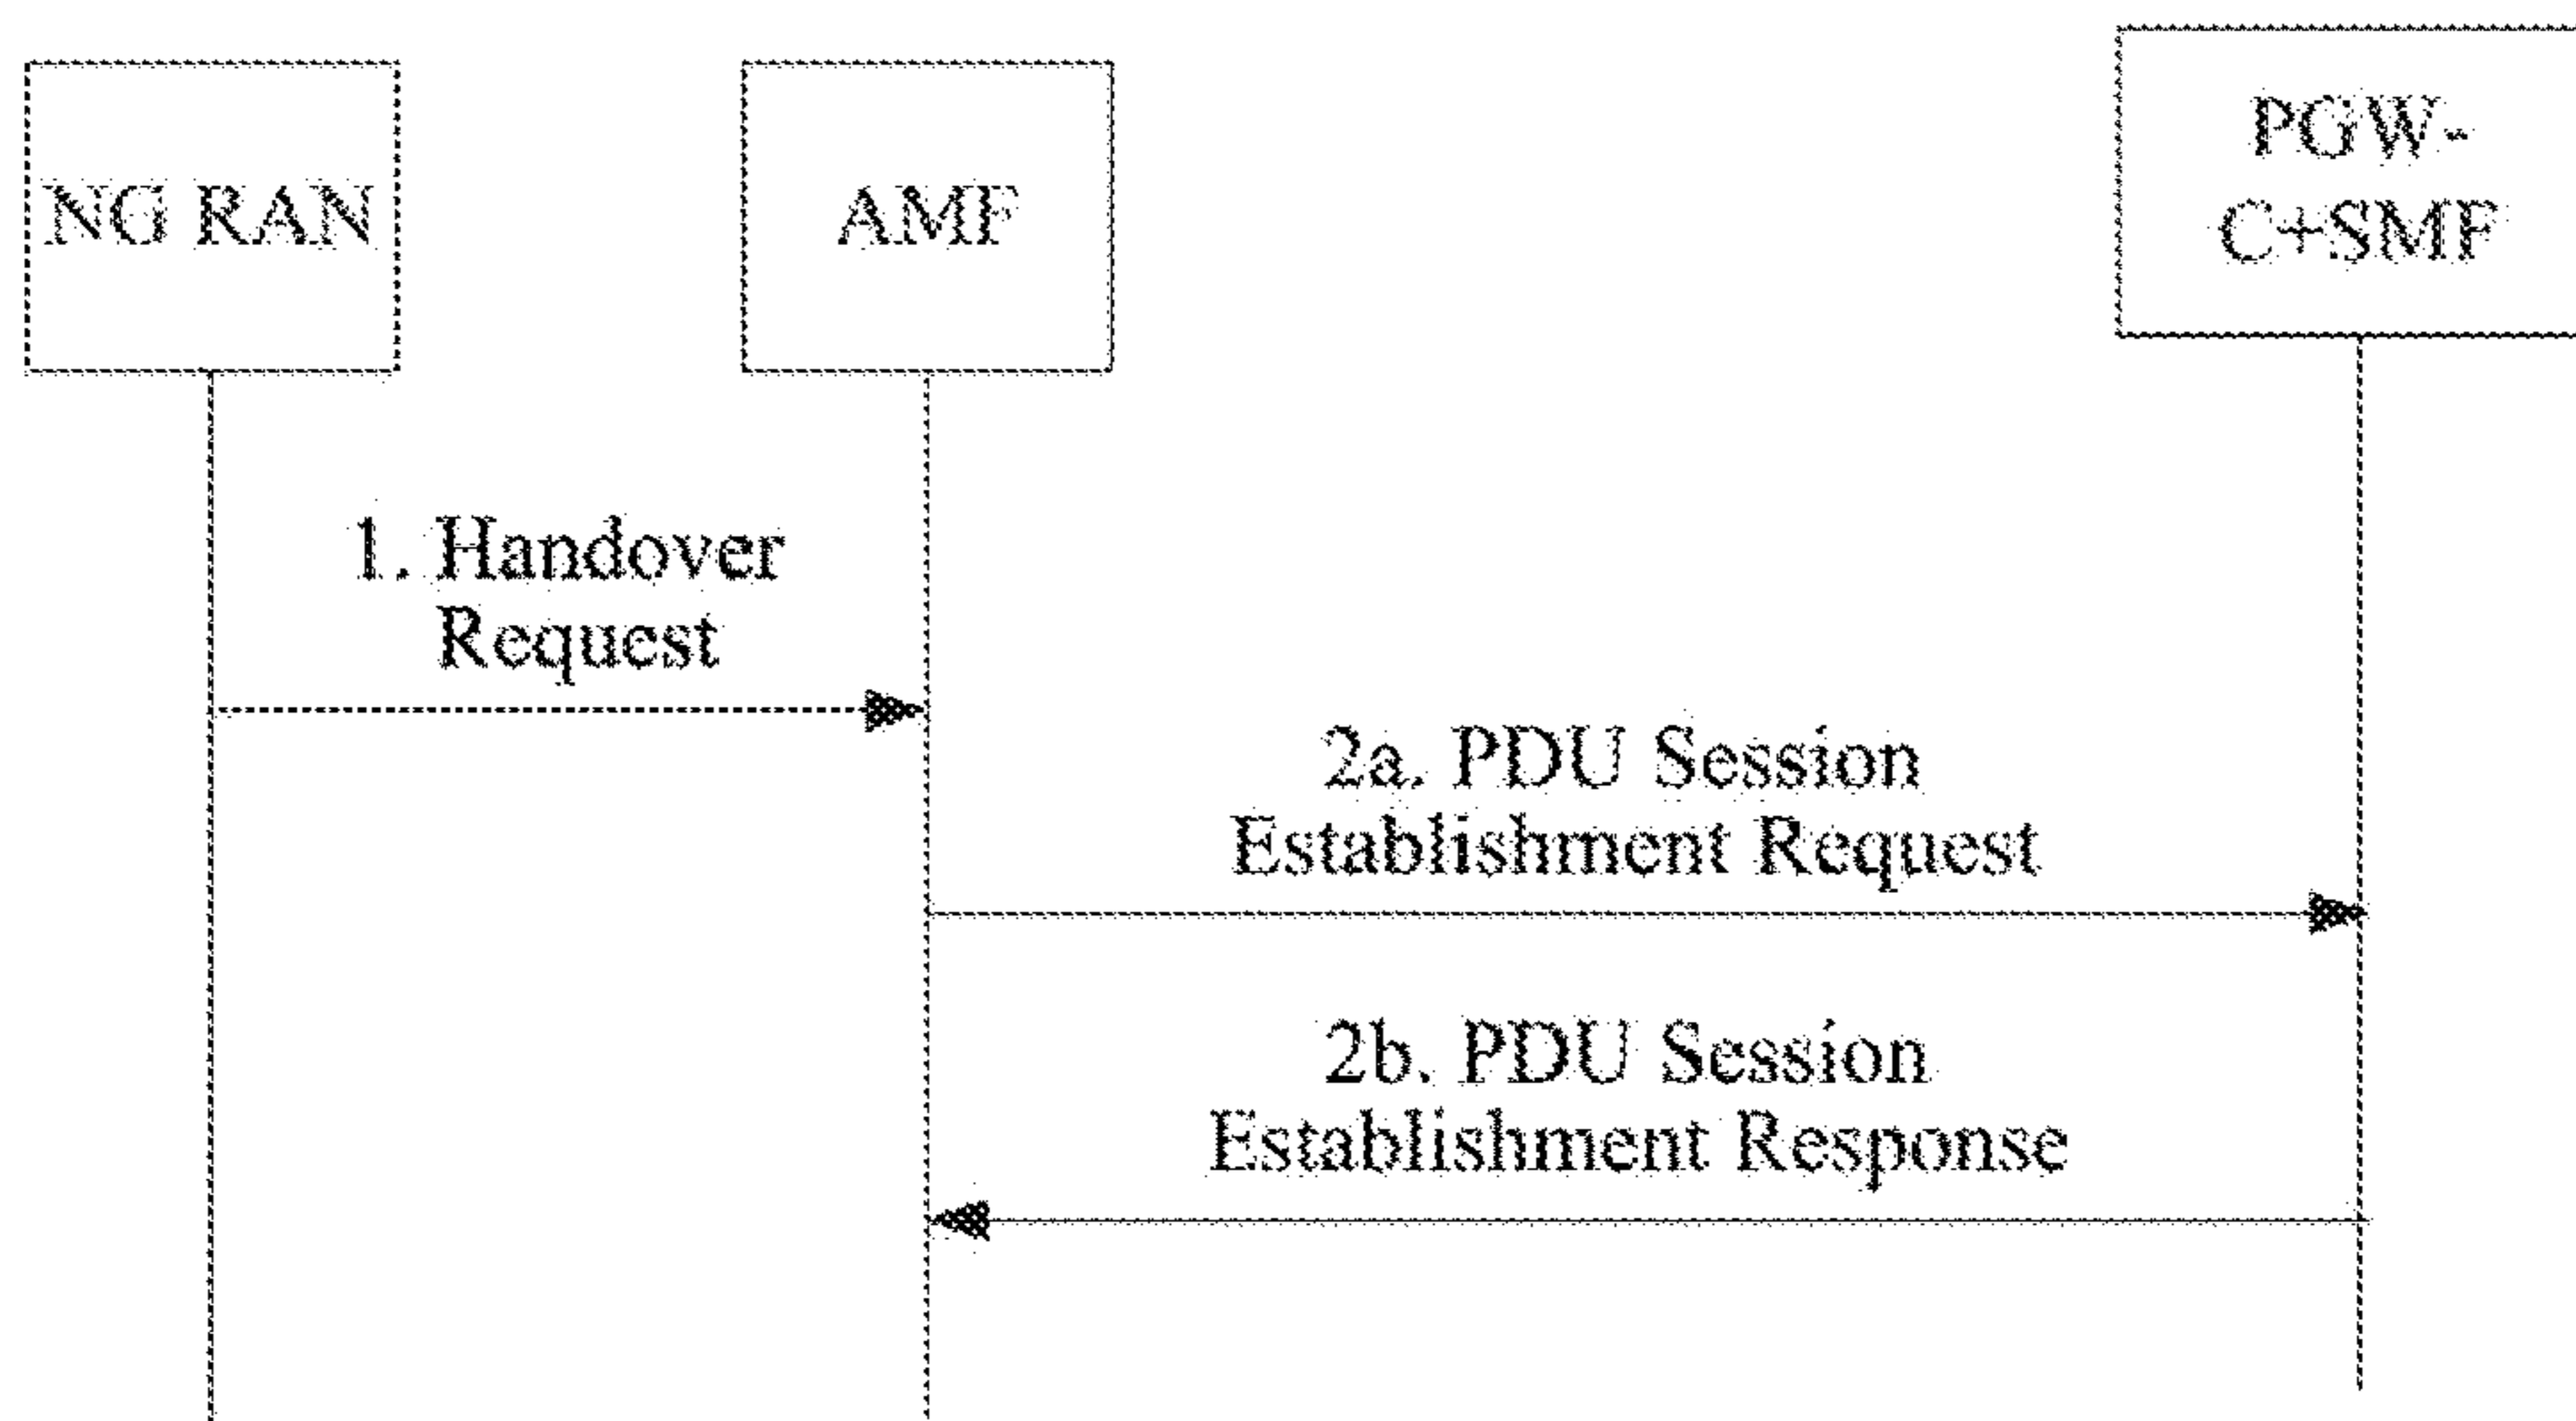 NG RAN
AMF
PGW-
C+SMF
1. Handover
Request
2a. PDU Session
Establishment Request
2b. PDU Session
Establishment Response